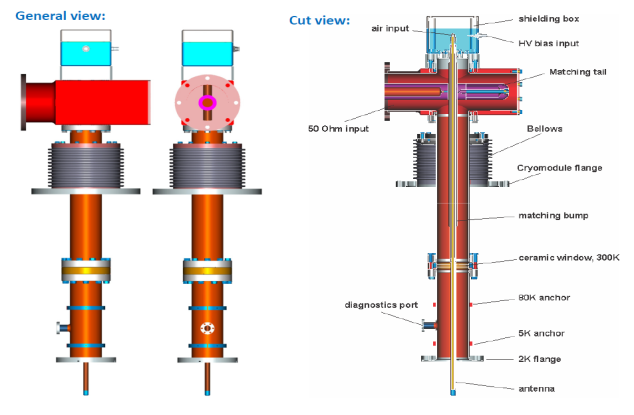 General view:
Cut view:
shielding box
air input
HV bias input
Matching tail
50 Ohm input
Bellows
Cryomodule flange
matching bump
ceramic window, 300K
80K anchor
diagnostics port
5K anchor
2K flange
antenna